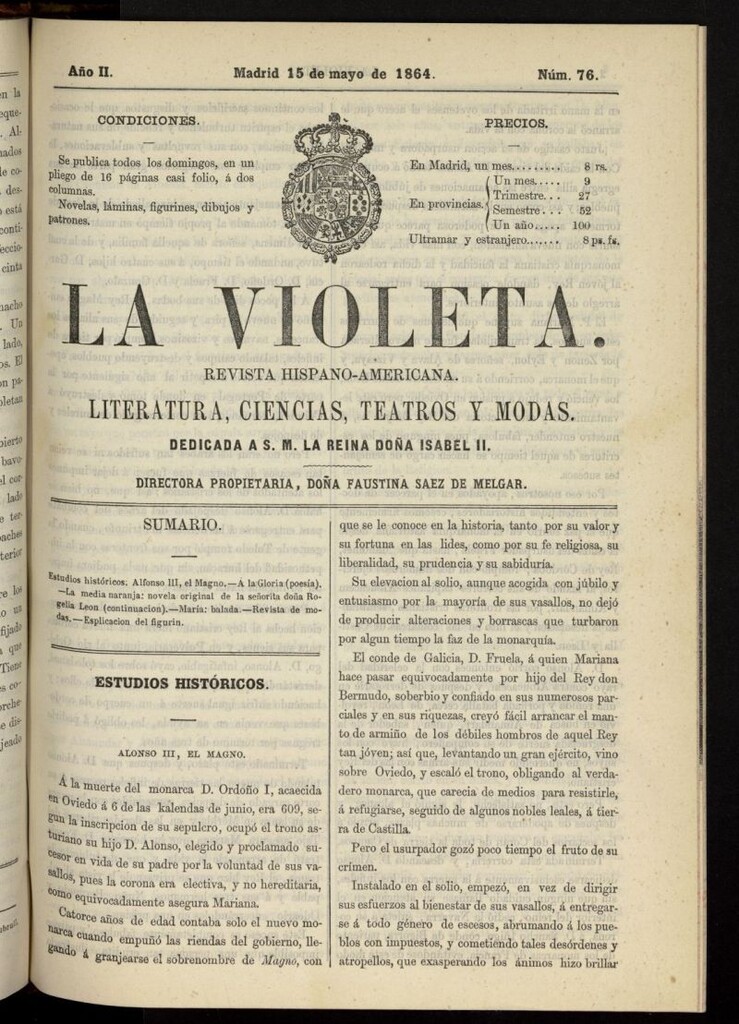 Año II.
Madrid 15 de mayo de 1864.
Núm. 76.
CONDICIONES.
Se publica todos los domingos, en un
pliego de 16 páginas casi folio, á dos
columnas.
Novelas, láminas, figurines, dibujos y
patrones.
PRECIOS.
En Madrid, un mes......... 8 rs.
En provincias.
Un mes..... 9
Trimestre... 27
Semestre... 52
Un año..... 100
Ultramar y estranjero....... 8 ps. fs.
LA VIOLETA.
REVISTA HISPANO-AMERICANA.
LITERATURA, CIENCIAS, TEATROS Y MODAS.
DEDICADA A S. M. LA REINA DOÑA ISABEL II.
DIRECTORA PROPIETARIA, DOÑA FAUSTINA SAEZ DE MELGAR.
SUMARIO.
Estudios históricos: Alfonso III, el Magno.—A la Gloria (poesía).
—La media naranja: novela original de la señorita doña Ro-
gelia Leon (continuacion).—María: balada.—Revista de mo-
das.—Esplicacion del figurin.
ESTUDIOS HISTÓRICOS.
ALONSO III, EL MAGNO.
Á la muerte del monarca D. Ordoño I, acaecida
en Oviedo á 6 de las kalendas de junio, era 609, se-
gun la inscripcion de su sepulcro, ocupó el trono as-
turiano su hijo D. Alonso, elegido y proclamado su-
cesor en vida de su padre por la voluntad de sus va-
sallos, pues la corona era electiva, y no hereditaria,
como equivocadamente asegura Mariana.
Catorce años de edad contaba solo el nuevo mo-
narca cuando empuñó las riendas del gobierno, lle-
gando á granjearse el sobrenombre de Magno, con
que se le conoce en la historia, tanto por su valor y
su fortuna en las lides, como por su fe religiosa, su
liberalidad, su prudencia y su sabiduría.
Su elevacion al solio, aunque acogida con júbilo y
entusiasmo por la mayoría de sus vasallos, no dejó
de producir alteraciones y borrascas que turbaron
por algun tiempo la faz de la monarquía.
El conde de Galicia, D. Fruela, á quien Mariana
hace pasar equivocadamente por hijo del Rey don
Bermudo, soberbio y confiado en sus numerosos par-
ciales y en sus riquezas, creyó fácil arrancar el man-
to de armiño de los débiles hombros de aquel Rey
tan jóven; así que, levantando un gran ejército, vino
sobre Oviedo, y escaló el trono, obligando al verda-
dero monarca, que carecia de medios para resistirle,
á refugiarse, seguido de algunos nobles leales, á tier-
ra de Castilla.
Pero el usurpador gozó poco tiempo el fruto de su
crímen.
Instalado en el solio, empezó, en vez de dirigir
sus esfuerzos al bienestar de sus vasallos, á entregar-
se á todo género de escesos, abrumando á los pue-
blos con impuestos, y cometiendo tales desórdenes y
atropellos, que exasperando los ánimos hizo brillar